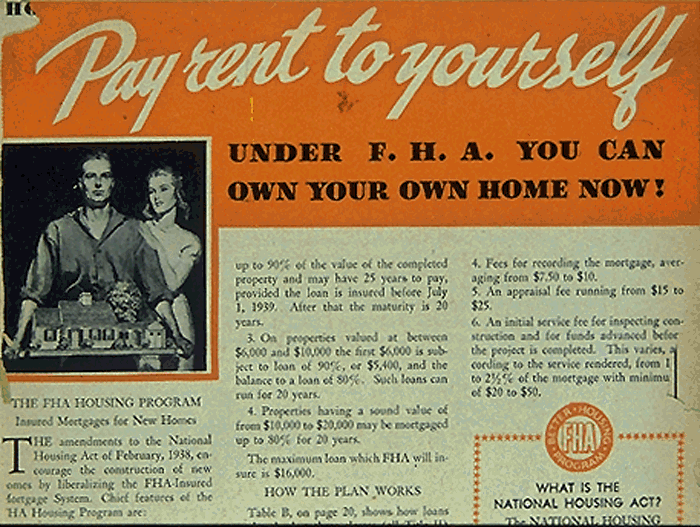 Pay rent to yourself
UNDER F. H. A. YOU CAN
OWN YOUR OWN HOME NOW!
THE FHA HOUSING PROGRAM
Insured Mortgages for New Homes
THE amendments to the National
Housing Act of February, 1938, en-
courage the construction of new
omes by liberalizing the FHA-Insured
ortgage System. Chief features of the
HA Housing Program are:
up to 90% of the value of the completed
property and may have 25 years to pay,
provided the loan is insured before July
1, 1939. After that the maturity is 20
years.
3. On properties valued at between
$6,000 and $10,000 the first $6,000 is sub-
ject to loan of 90%, or $5,400, and the
balance to a loan of 80%. Such loans can
run for 20 years.
4. Properties having a sound value of
from $10,000 to $20,000 may be mortgaged
up to 80% for 20 years.
The maximum loan which FHA will in-
sure is $16,000.
HOW THE PLAN WORKS
Table B, on page 20, shows how loans
4. Fees for recording the mortgage, aver-
aging from $7.50 to $10.
5. An appraisal fee running from $15 to
$25.
6. An initial service fee for inspecting con-
struction and for funds advanced befor
the project is completed. This varies, a
cording to the service rendered, from 1
to 2½% of the mortgage with minimu
of $20 to $50.
BETTER HOUSING
FHA
PROGRAM
WHAT IS THE
NATIONAL HOUSING ACT?
The NATIONAL HOUSING